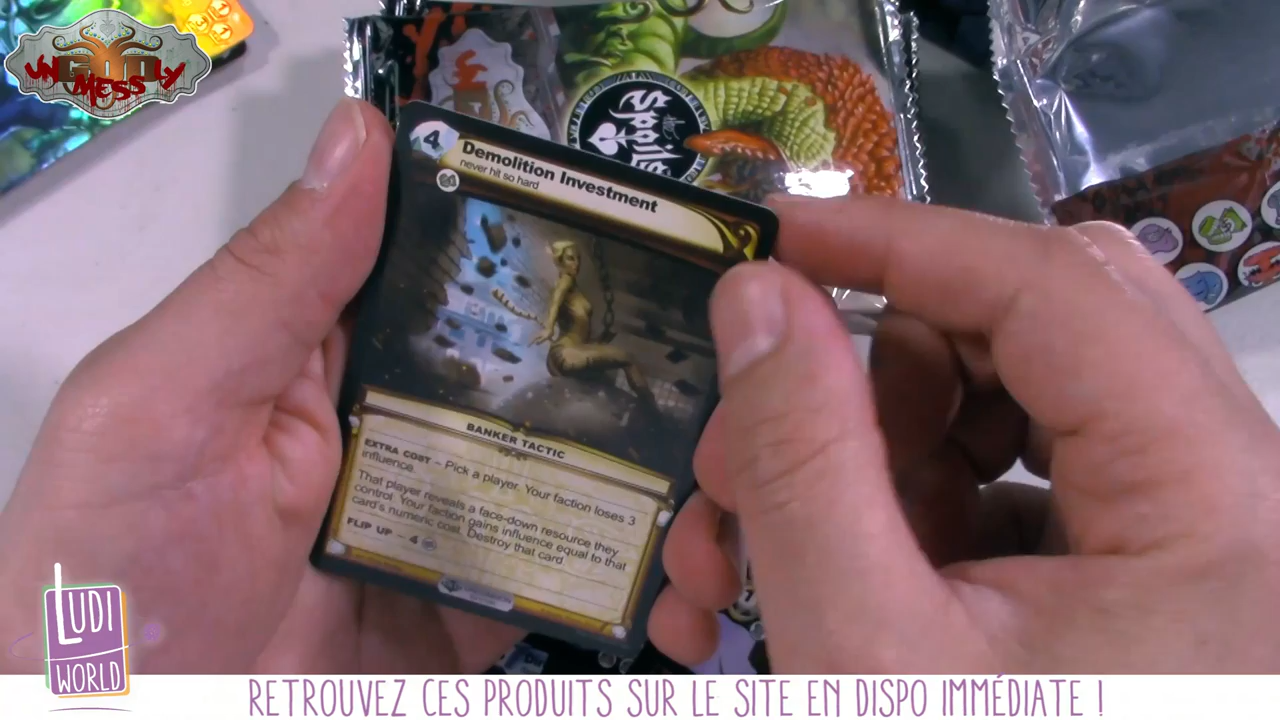 UNGODLY
MESS
Spoils
4
Demolition Investment
never hit so hard
BANKER TACTIC
EXTRA COST – Pick a player. Your faction loses 3
influence.
That player reveals a face-down resource they
control. Your faction gains influence equal to that
card's numeric cost. Destroy that card
FLIP UP – 4
LUDI
WORLD
RETROUVEZ CES PRODUITS SUR LE SITE EN DISPO IMMÉDIATE !